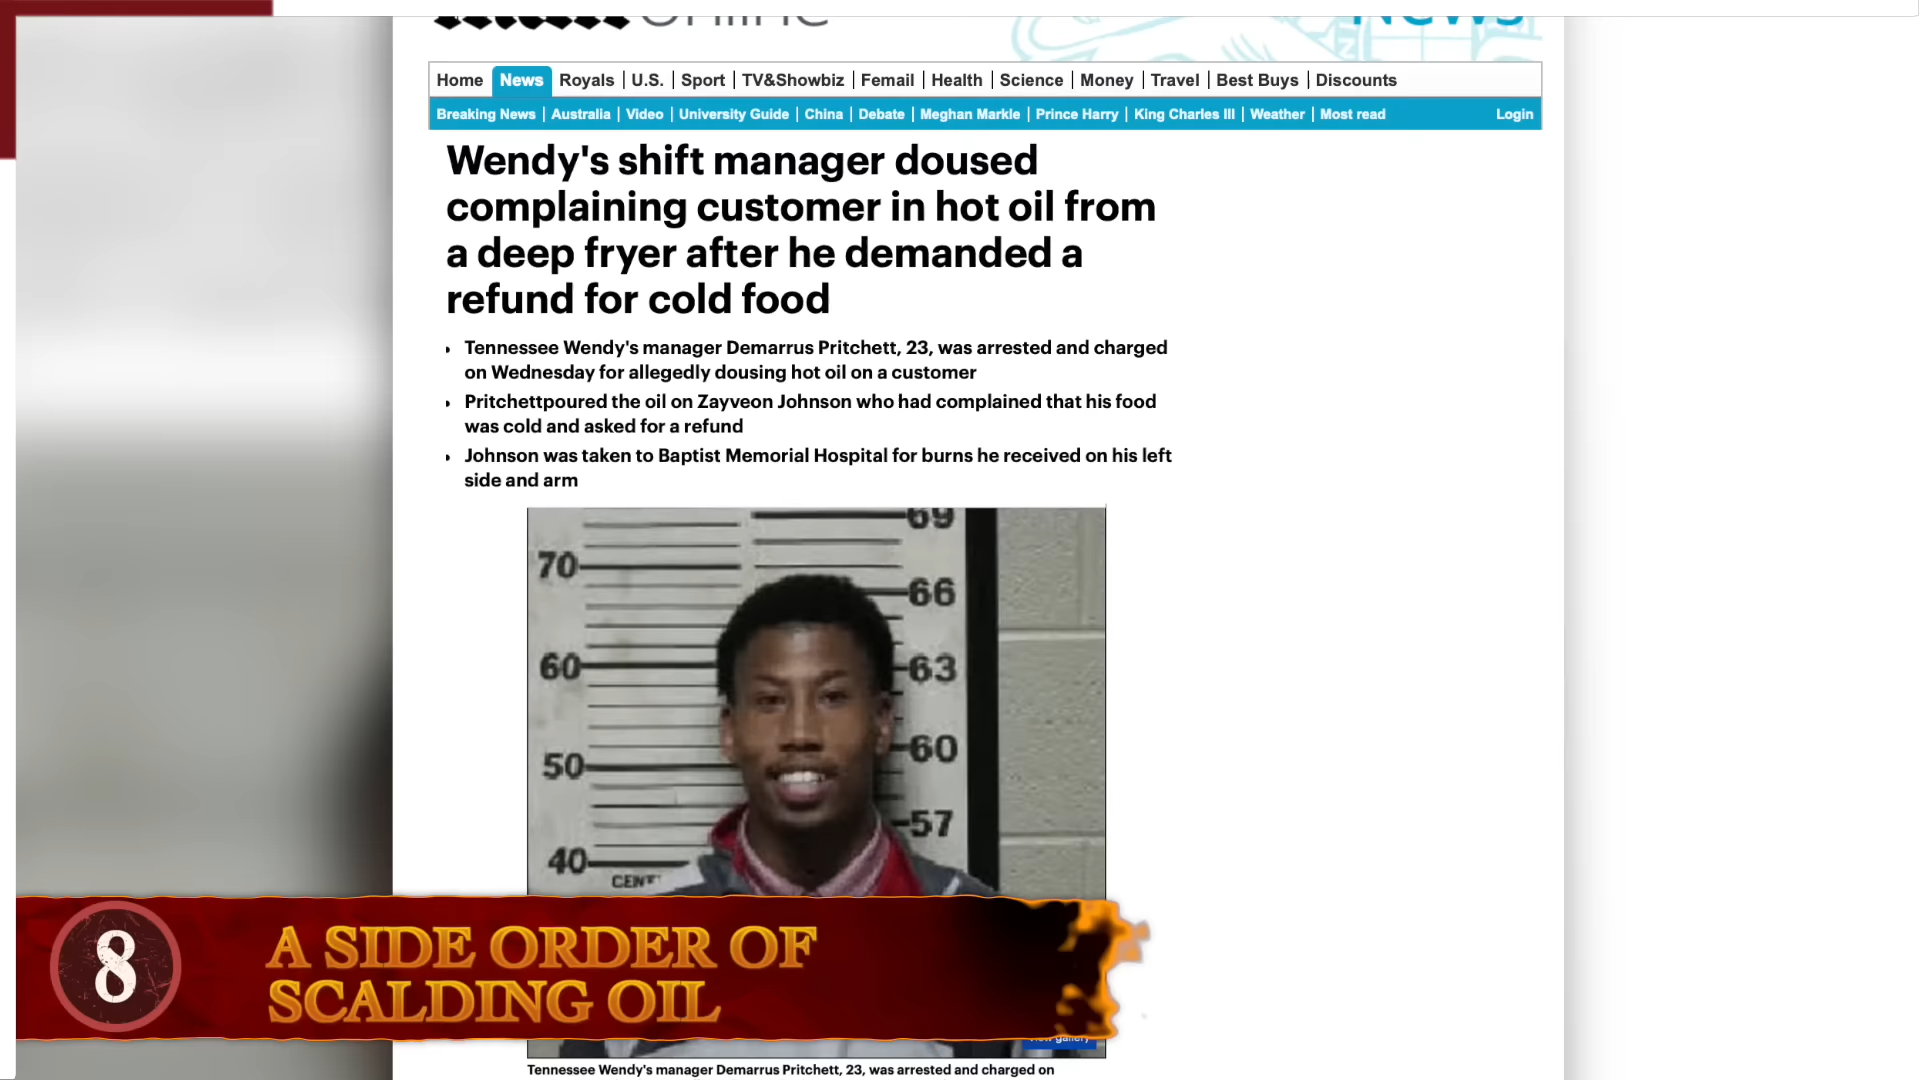 Online
News
Home News Royals U.S. Sport TV&Showbiz Femail Health Science Money Travel Best Buys Discounts
Breaking News Australia Video University Guide China Debate Meghan Markle Prince Harry King Charles III Weather Most read Login
Wendy's shift manager doused
complaining customer in hot oil from
a deep fryer after he demanded a
refund for cold food
Tennessee Wendy's manager Demarrus Pritchett, 23, was arrested and charged
on Wednesday for allegedly dousing hot oil on a customer
Pritchettpoured the oil on Zayveon Johnson who had complained that his food
was cold and asked for a refund
Johnson was taken to Baptist Memorial Hospital for burns he received on his left
side and arm
69
70
66
60 63
50 60
57
40
CENT
8
A SIDE ORDER OF
SCALDING OIL
View gallery
Tennessee Wendy's manager Demarrus Pritchett, 23, was arrested and charged on